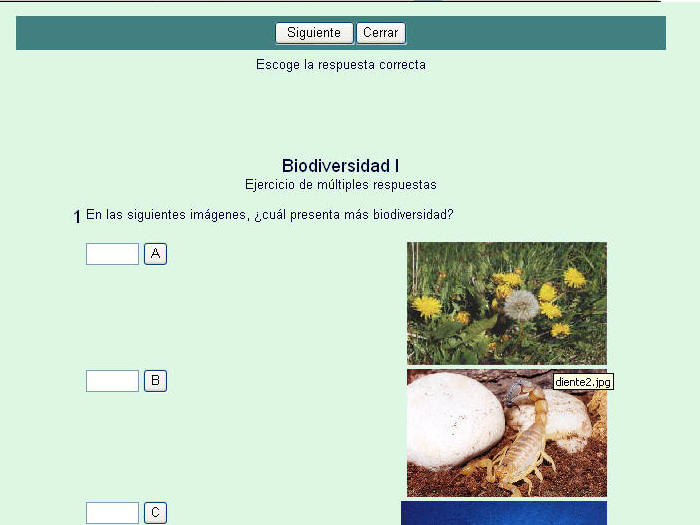 Siguiente Cerrar
Escoge la respuesta correcta
Biodiversidad I
Ejercicio de múltiples respuestas
1 En las siguientes imágenes, ¿cuál presenta más biodiversidad?
A
B
diente2.jpg
C